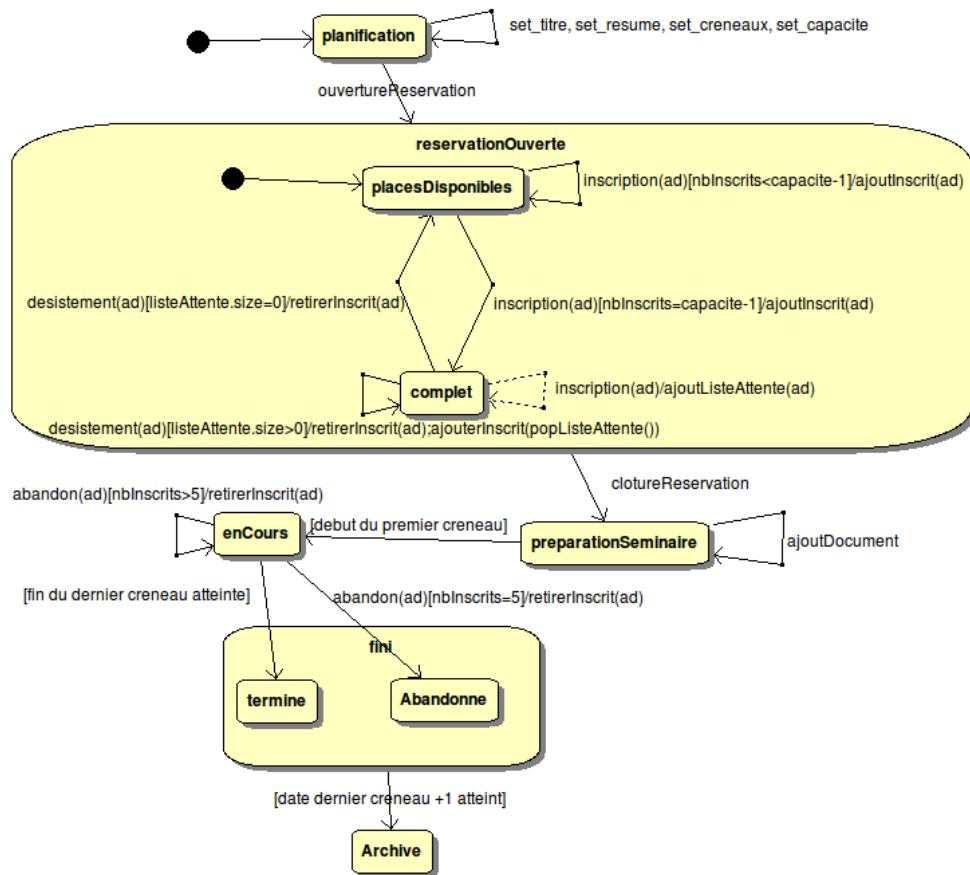 planification
set_titre, set_resume, set_creneaux, set_capacite
ouvertureReservation
reservationOuverte
placesDisponibles
inscription(ad)[nbInscrits<capacite-1]/ajoutInscrit(ad)
desistement(ad)[listeAttente.size=0]/retirerInscrit(ad)
inscription(ad)[nbInscrits=capacite-1]/ajoutInscrit(ad)
complet
inscription(ad)/ajoutListeAttente(ad)
desistement(ad)[listeAttente.size>0]/retirerInscrit(ad);ajouterInscrit(popListeAttente())
clotureReservation
abandon(ad)[nbInscrits>5]/retirerInscrit(ad)
enCours
[debut du premier creneau]
preparationSeminaire
ajoutDocument
[fin du dernier creneau atteinte]
abandon(ad)[nbInscrits=5]/retirerInscrit(ad)
fini
termine
Abandonne
[date dernier creneau +1 atteint]
Archive